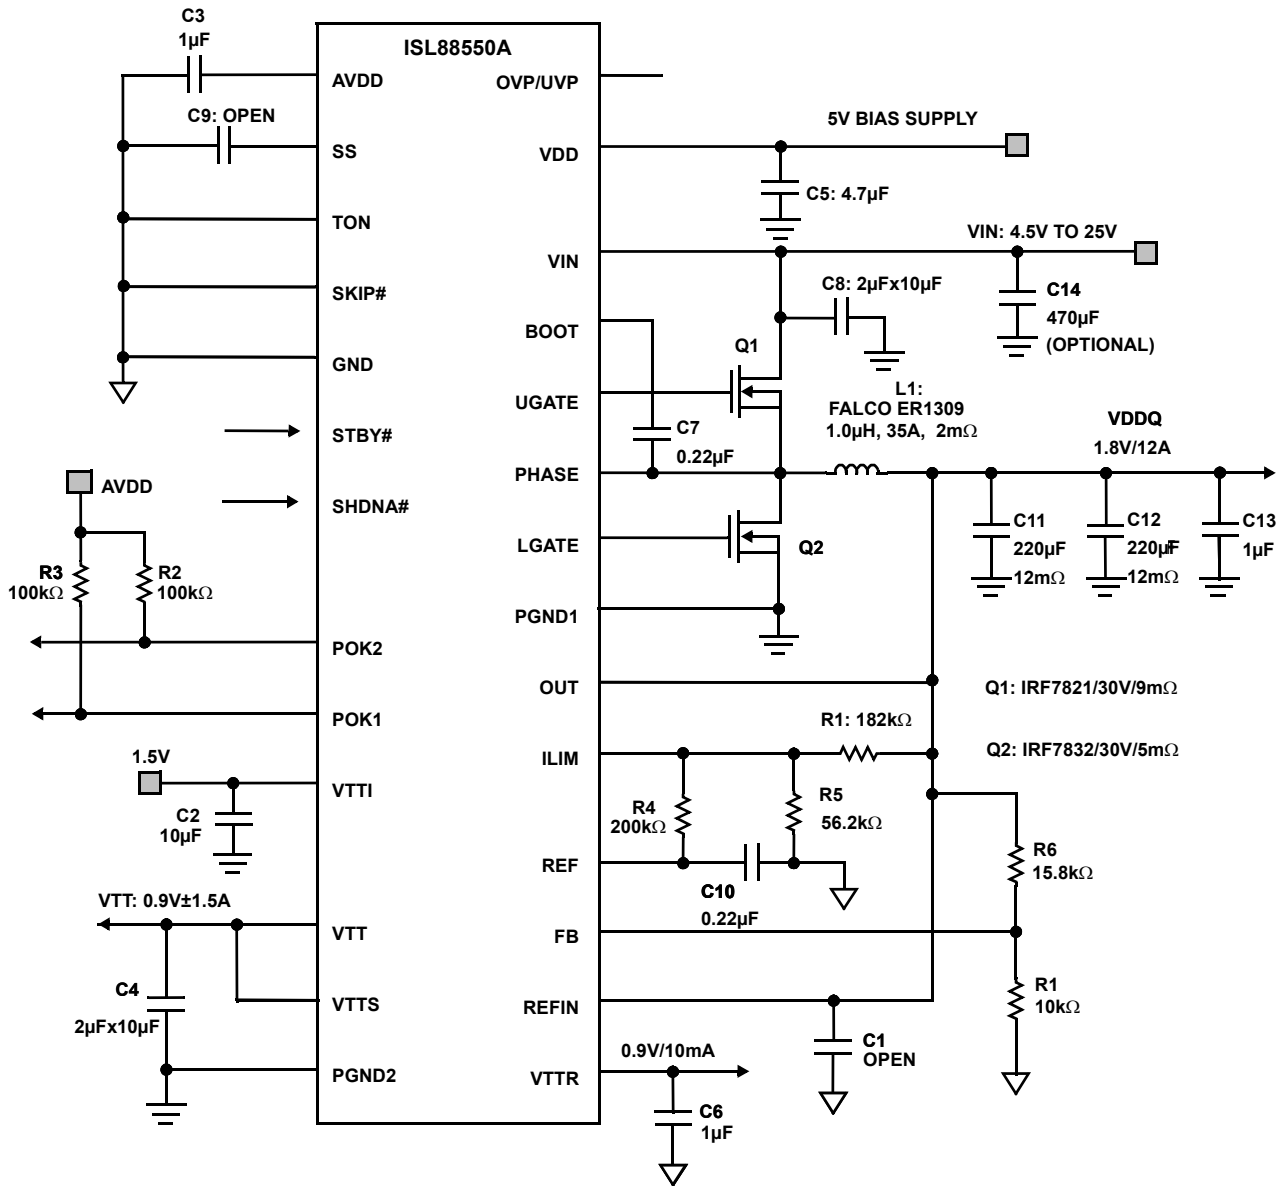 C3
1µF
ISL88550A
AVDD
OVP/UVP
C9: OPEN
5V BIAS SUPPLY
SS
VDD
C5: 4.7µF
TON
VIN: 4.5V TO 25V
VIN
C8: 2µFx10µF
SKIP#
C14
470µF
(OPTIONAL)
BOOT
Q1
GND
L1:
FALCO ER1309
1.0µH, 35A, 2mΩ
UGATE
VDDQ
1.8V/12A
STBY#
C7
0.22µF
PHASE
AVDD
SHDNA#
C11
220µF
12mΩ
C12
220µF
12mΩ
C13
1µF
LGATE
Q2
R3
100kΩ
R2
100kΩ
PGND1
POK2
OUT
Q1: IRF7821/30V/9mΩ
POK1
R1: 182kΩ
1.5V
ILIM
Q2: IRF7832/30V/5mΩ
VTTI
C2
10µF
R4
200kΩ
R5
56.2kΩ
REF
R6
15.8kΩ
C10
0.22µF
VTT: 0.9V±1.5A
VTT
FB
C4
2µFx10µF
VTTS
REFIN
R1
10kΩ
C1
OPEN
0.9V/10mA
PGND2
VTTR
C6
1µF